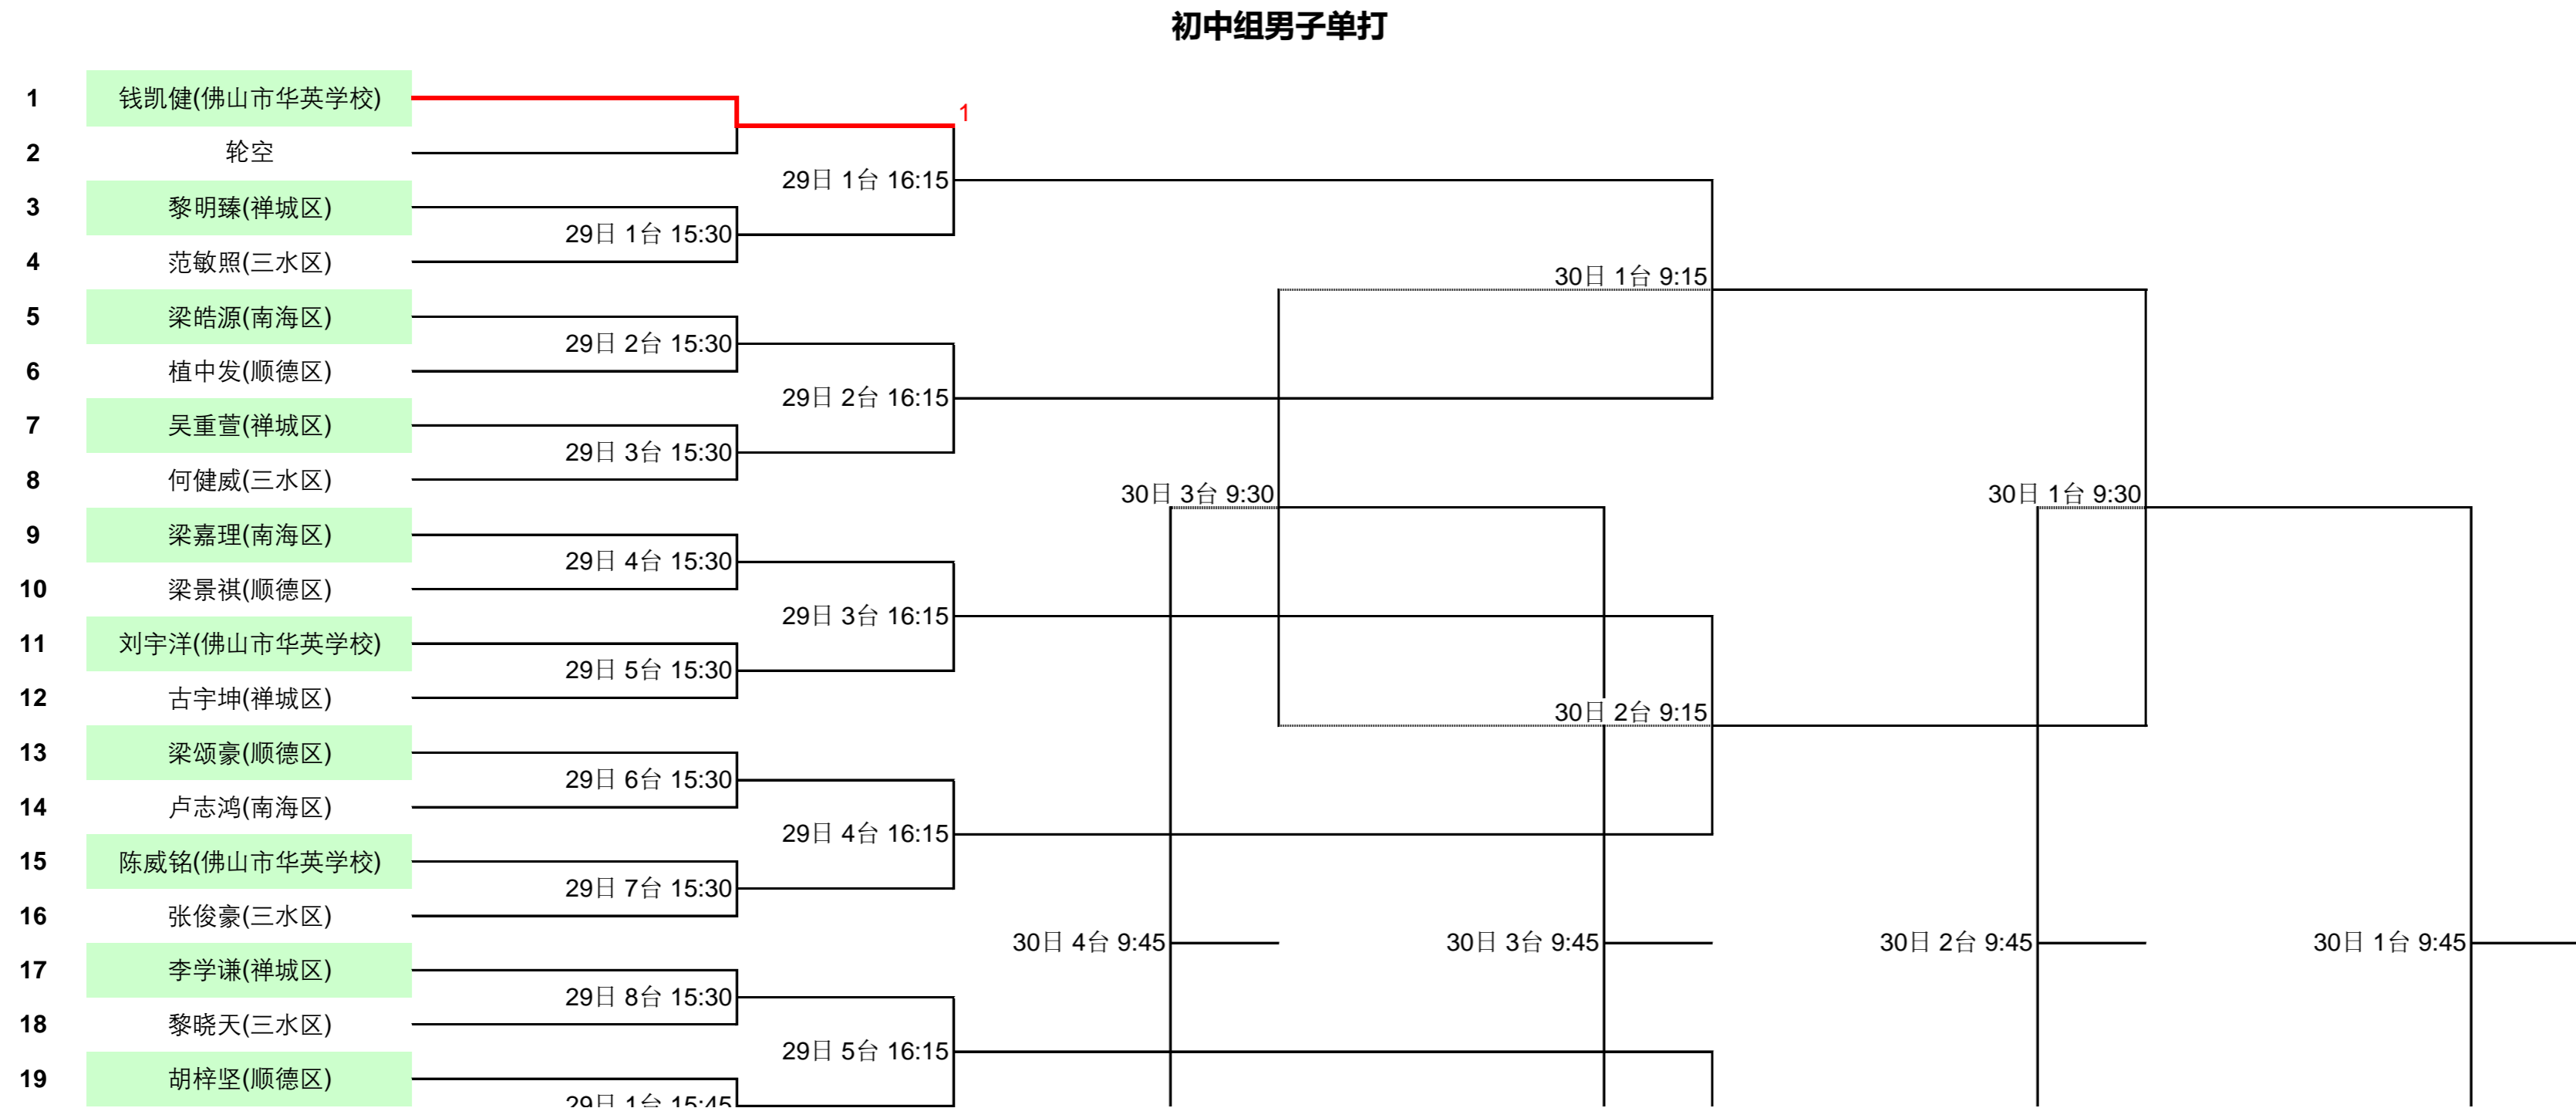 初中组男子单打
1 钱凯健(佛山市华英学校)
1
2 轮空
29日 1台 16:15
3 黎明臻(禅城区)
29日 1台 15:30
4 范敏照(三水区)
30日 1台 9:15
5 梁皓源(南海区)
29日 2台 15:30
6 植中发(顺德区)
29日 2台 16:15
7 吴重萱(禅城区)
29日 3台 15:30
8 何健威(三水区)
30日 3台 9:30 30日 1台 9:30
9 梁嘉理(南海区)
29日 4台 15:30
10 梁景祺(顺德区)
29日 3台 16:15
11 刘宇洋(佛山市华英学校)
29日 5台 15:30
12 古宇坤(禅城区)
30日 2台 9:15
13 梁颂豪(顺德区)
29日 6台 15:30
14 卢志鸿(南海区)
29日 4台 16:15
15 陈威铭(佛山市华英学校)
29日 7台 15:30
16 张俊豪(三水区)
30日 4台 9:45 30日 3台 9:45 30日 2台 9:45 30日 1台 9:45
17 李学谦(禅城区)
29日 8台 15:30
18 黎晓天(三水区)
29日 5台 16:15
19 胡梓坚(顺德区)
29日 1台 15:45